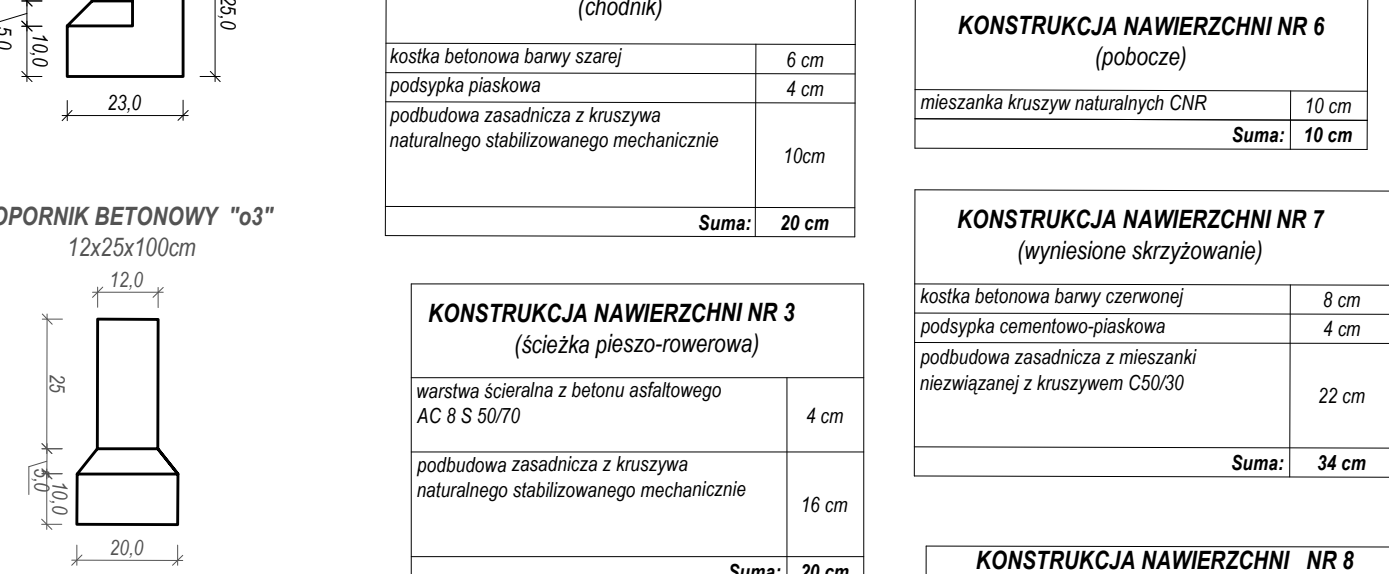 25,0
5,0
10,0
23,0
OPORNIK BETONOWY "o3"
12x25x100cm
12,0
25
5,0
10,0
20,0
(chodnik)
kostka betonowa barwy szarej 6 cm
podsypka piaskowa 4 cm
podbudowa zasadnicza z kruszywa
naturalnego stabilizowanego mechanicznie 10cm
Suma: 20 cm
KONSTRUKCJA NAWIERZCHNI NR 3
(ścieżka pieszo-rowerowa)
warstwa ścieralna z betonu asfaltowego
AC 8 S 50/70 4 cm
podbudowa zasadnicza z kruszywa
naturalnego stabilizowanego mechanicznie
16 cm
Suma: 20 cm
KONSTRUKCJA NAWIERZCHNI NR 6
(pobocze)
mieszanka kruszyw naturalnych CNR 10 cm
Suma: 10 cm
KONSTRUKCJA NAWIERZCHNI NR 7
(wyniesione skrzyżowanie)
kostka betonowa barwy czerwonej 8 cm
podsypka cementowo-piaskowa 4 cm
podbudowa zasadnicza z mieszanki
niezwiązanej z kruszywem C50/30 22 cm
Suma: 34 cm
KONSTRUKCJA NAWIERZCHNI NR 8